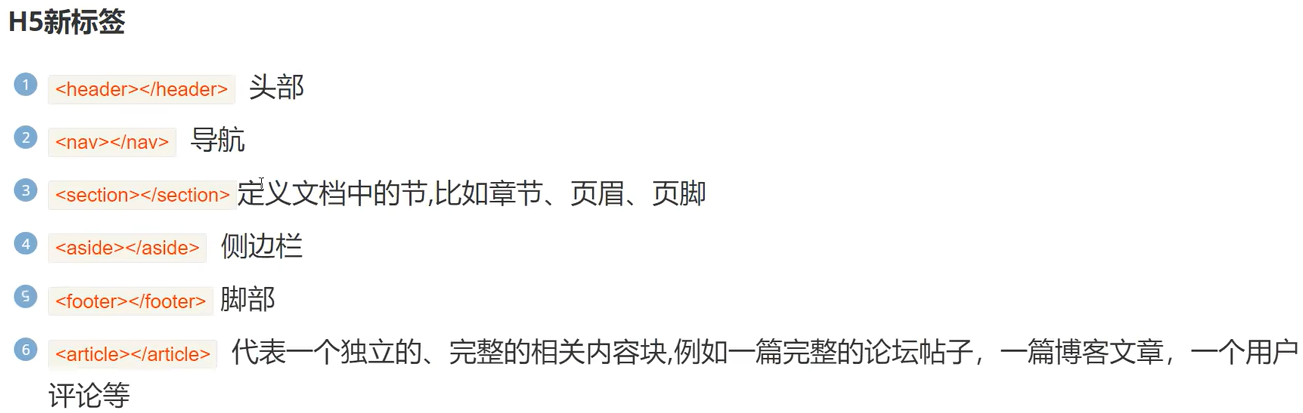 H5新标签
1 <header></header> 头部
2 <nav></nav> 导航
3 <section></section> 定义文档中的节,比如章节、页眉、页脚
4 <aside></aside> 侧边栏
5 <footer></footer> 脚部
6 <article></article> 代表一个独立的、完整的相关内容块,例如一篇完整的论坛帖子，一篇博客文章，一个用户
评论等